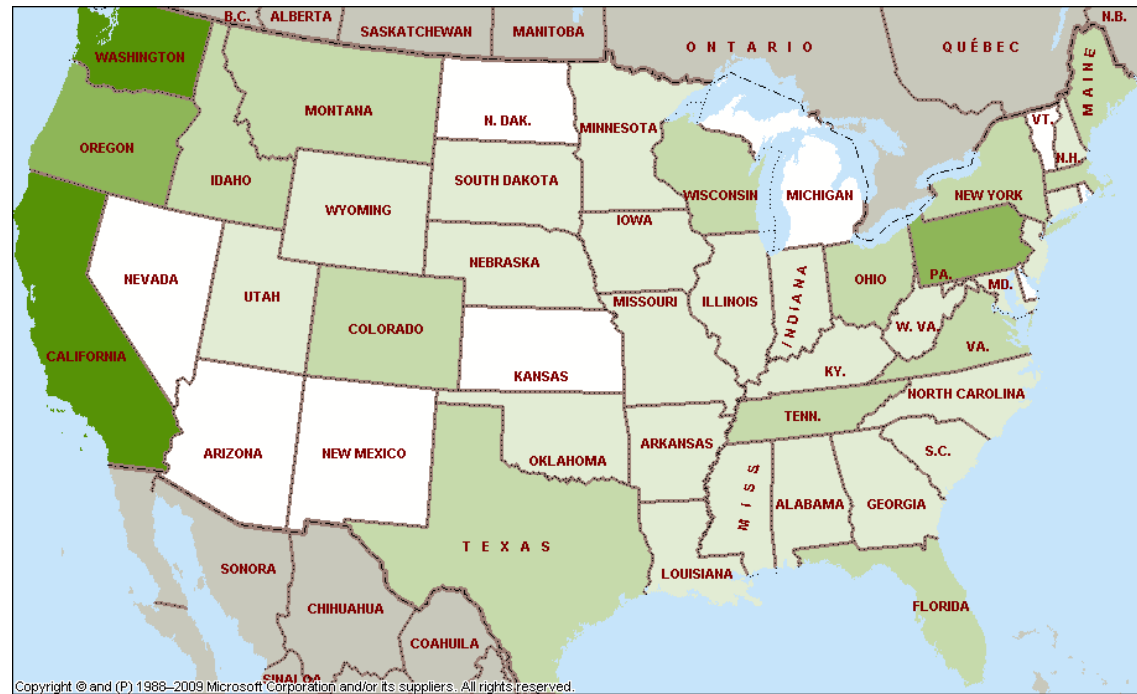 B.C.
ALBERTA
SASKATCHEWAN
MANITOBA
ONTARIO
QUÉBEC
N.B.
WASHINGTON
MONTANA
N. DAK.
MINNESOTA
MAINE
VT.
N.H.
OREGON
IDAHO
WYOMING
SOUTH DAKOTA
WISCONSIN
MICHIGAN
NEW YORK
IOWA
NEVADA
UTAH
NEBRASKA
COLORADO
MISSOURI
ILLINOIS
INDIANA
OHIO
PA.
MD.
W. VA.
VA.
CALIFORNIA
KANSAS
KY.
NORTH CAROLINA
TENN.
ARIZONA
NEW MEXICO
OKLAHOMA
ARKANSAS
S.C.
MISS
ALABAMA
GEORGIA
TEXAS
LOUISIANA
FLORIDA
SONORA
CHIHUAHUA
COAHUILA
SINALOA
Copyright © and (P) 1988–2009 Microsoft Corporation and/or its suppliers. All rights reserved.